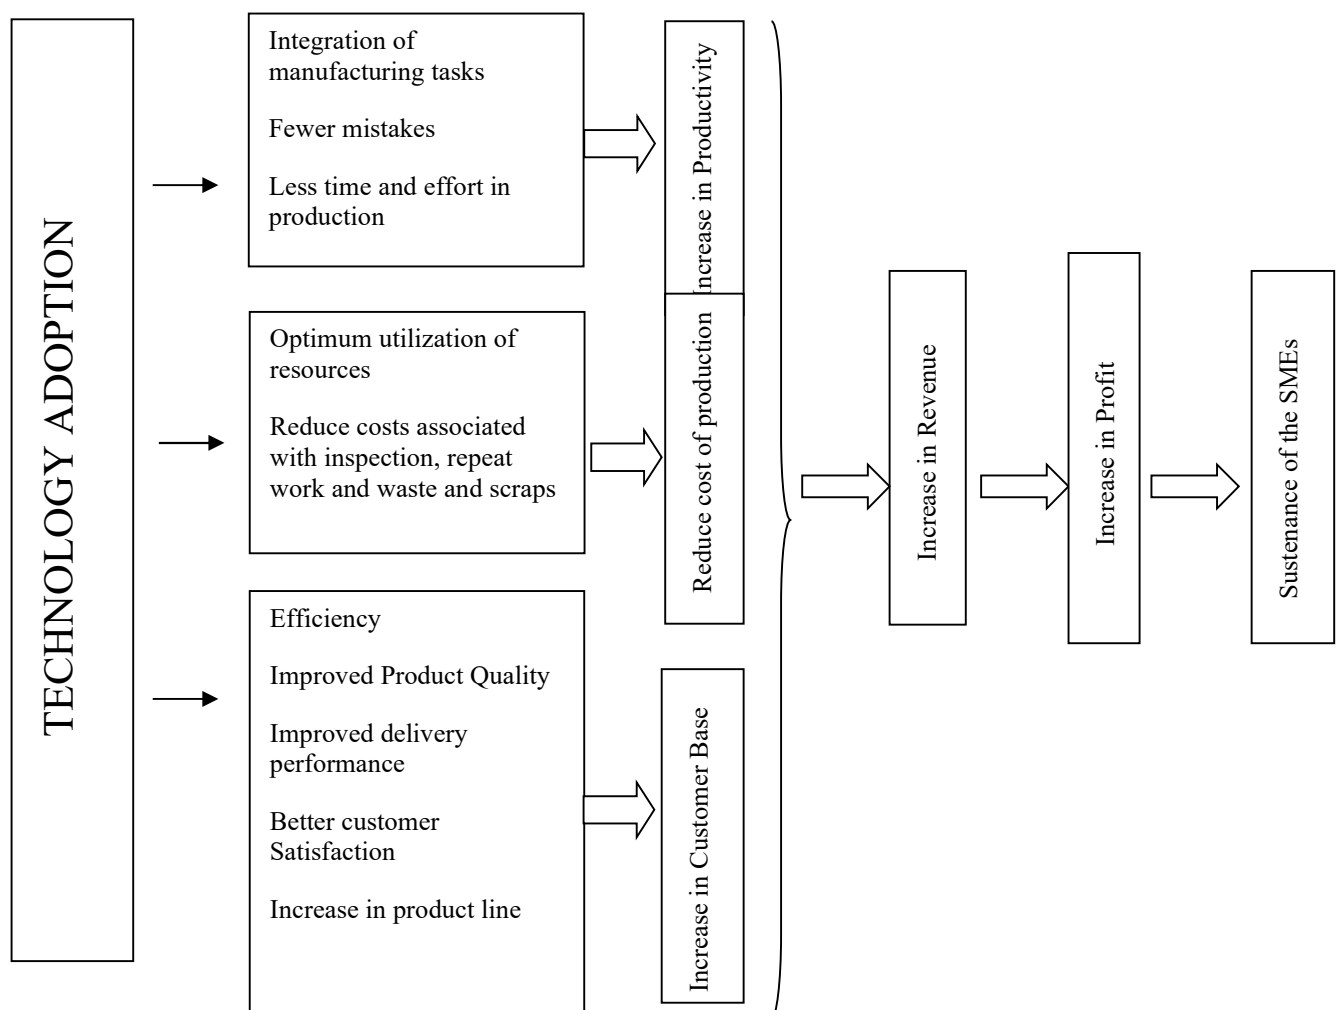 TECHNOLOGY ADOPTION
Integration of
manufacturing tasks
Fewer mistakes
Less time and effort in
production
Increase in Productivity
Optimum utilization of
resources
Reduce costs associated
with inspection, repeat
work and waste and scraps
Reduce cost of production
Efficiency
Improved Product Quality
Improved delivery
performance
Better customer
Satisfaction
Increase in product line
Increase in Customer Base
Increase in Revenue
Increase in Profit
Sustenance of the SMEs